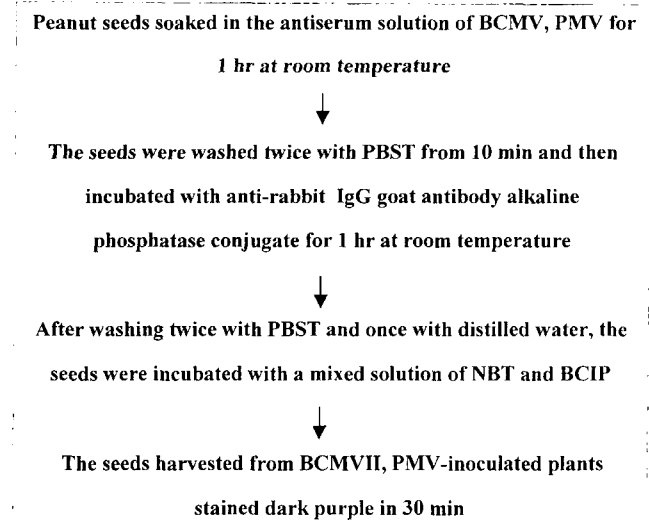 Peanut seeds soaked in the antiserum solution of BCMV, PMV for
1 hr at room temperature
The seeds were washed twice with PBST from 10 min and then
incubated with anti-rabbit IgG goat antibody alkaline
phosphatase conjugate for 1 hr at room temperature
After washing twice with PBST and once with distilled water, the
seeds were incubated with a mixed solution of NBT and BCIP
The seeds harvested from BCMVII, PMV-inoculated plants
stained dark purple in 30 min